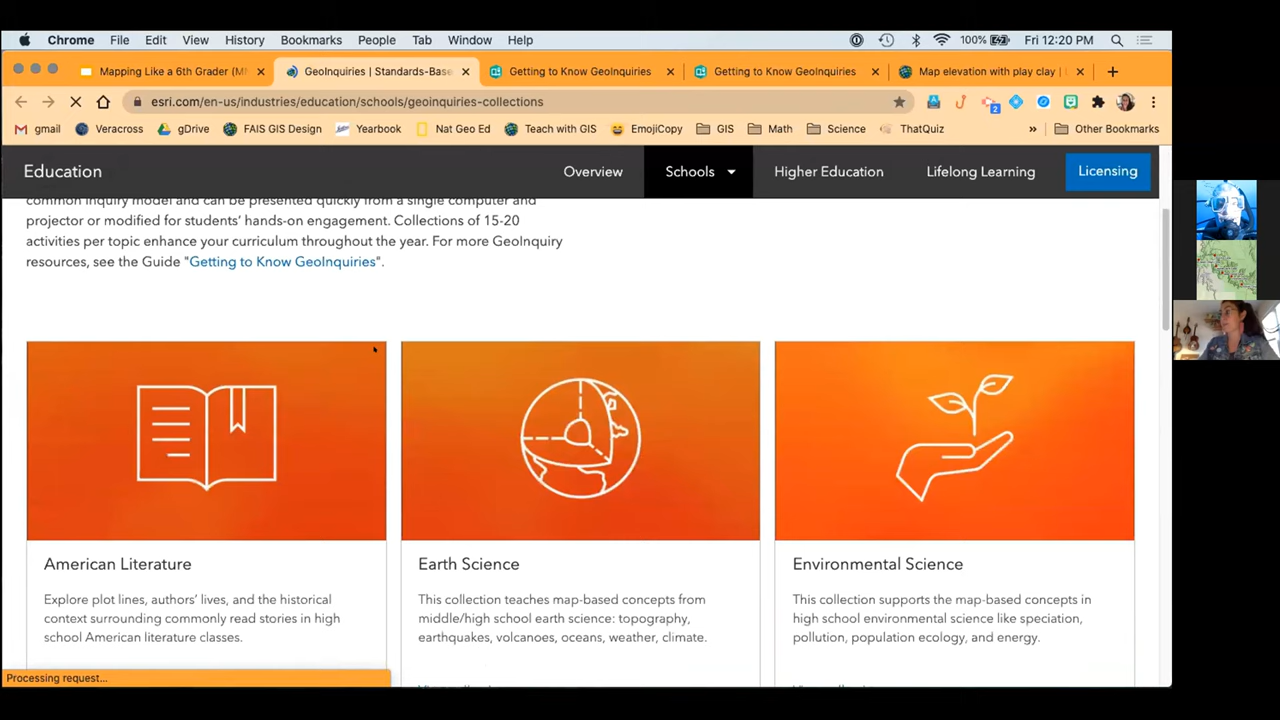 Chrome File Edit View History Bookmarks People Tab Window Help 100% Fri 12:20 PM
Mapping Like a 6th Grader (M GeoInquiries | Standards-Base Getting to Know GeoInquiries Getting to Know GeoInquiries Map elevation with play clay |
esri.com/en-us/industries/education/schools/geoinquiries-collections 2
gmail Veracross gDrive FAIS GIS Design Yearbook Nat Geo Ed Teach with GIS EmojiCopy GIS Math Science ThatQuiz » Other Bookmarks
Education Overview Schools Higher Education Lifelong Learning Licensing
common inquiry model and can be presented quickly from a single computer and
projector or modified for students' hands-on engagement. Collections of 15-20
activities per topic enhance your curriculum throughout the year. For more GeoInquiry
resources, see the Guide "Getting to Know GeoInquiries".
American Literature
Explore plot lines, authors' lives, and the historical
context surrounding commonly read stories in high
school American literature classes.
Earth Science
This collection teaches map-based concepts from
middle/high school earth science: topography,
earthquakes, volcanoes, oceans, weather, climate.
Environmental Science
This collection supports the map-based concepts in
high school environmental science like speciation,
pollution, population ecology, and energy.
Processing request...